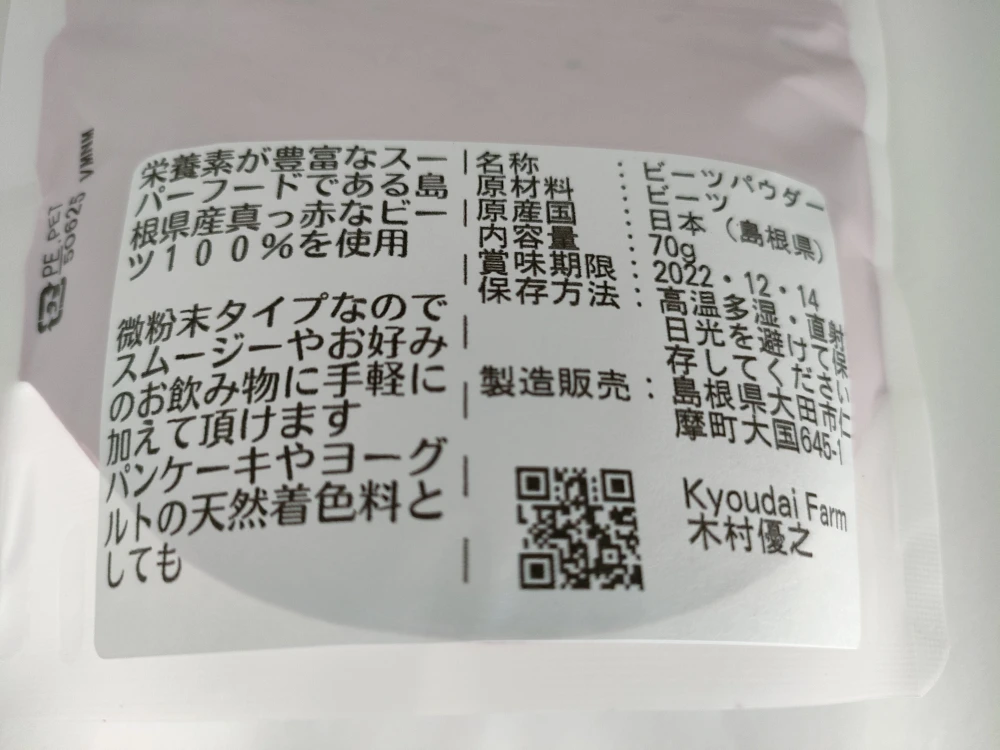 栄養素が豊富なスー
パーフードである島
根県産真っ赤なビー
ツ100%を使用
微粉末タイプなので
スムージーやお好み
のお飲み物に手軽に
加えて頂けます
パンケーキやヨーグ
ルトの天然着色料と
しても
名称 : ビーツパウダー
原材料 : ビーツ
原産国 : 日本（島根県）
内容量 : 70g
賞味期限 : 2022・12・14
保存方法 : 高温多湿・直射
日光を避けて保
存してください
製造販売 : 島根県大田市仁
摩町大国645-1
Kyoudai Farm
木村優之
PE,PET
50625 VMNM